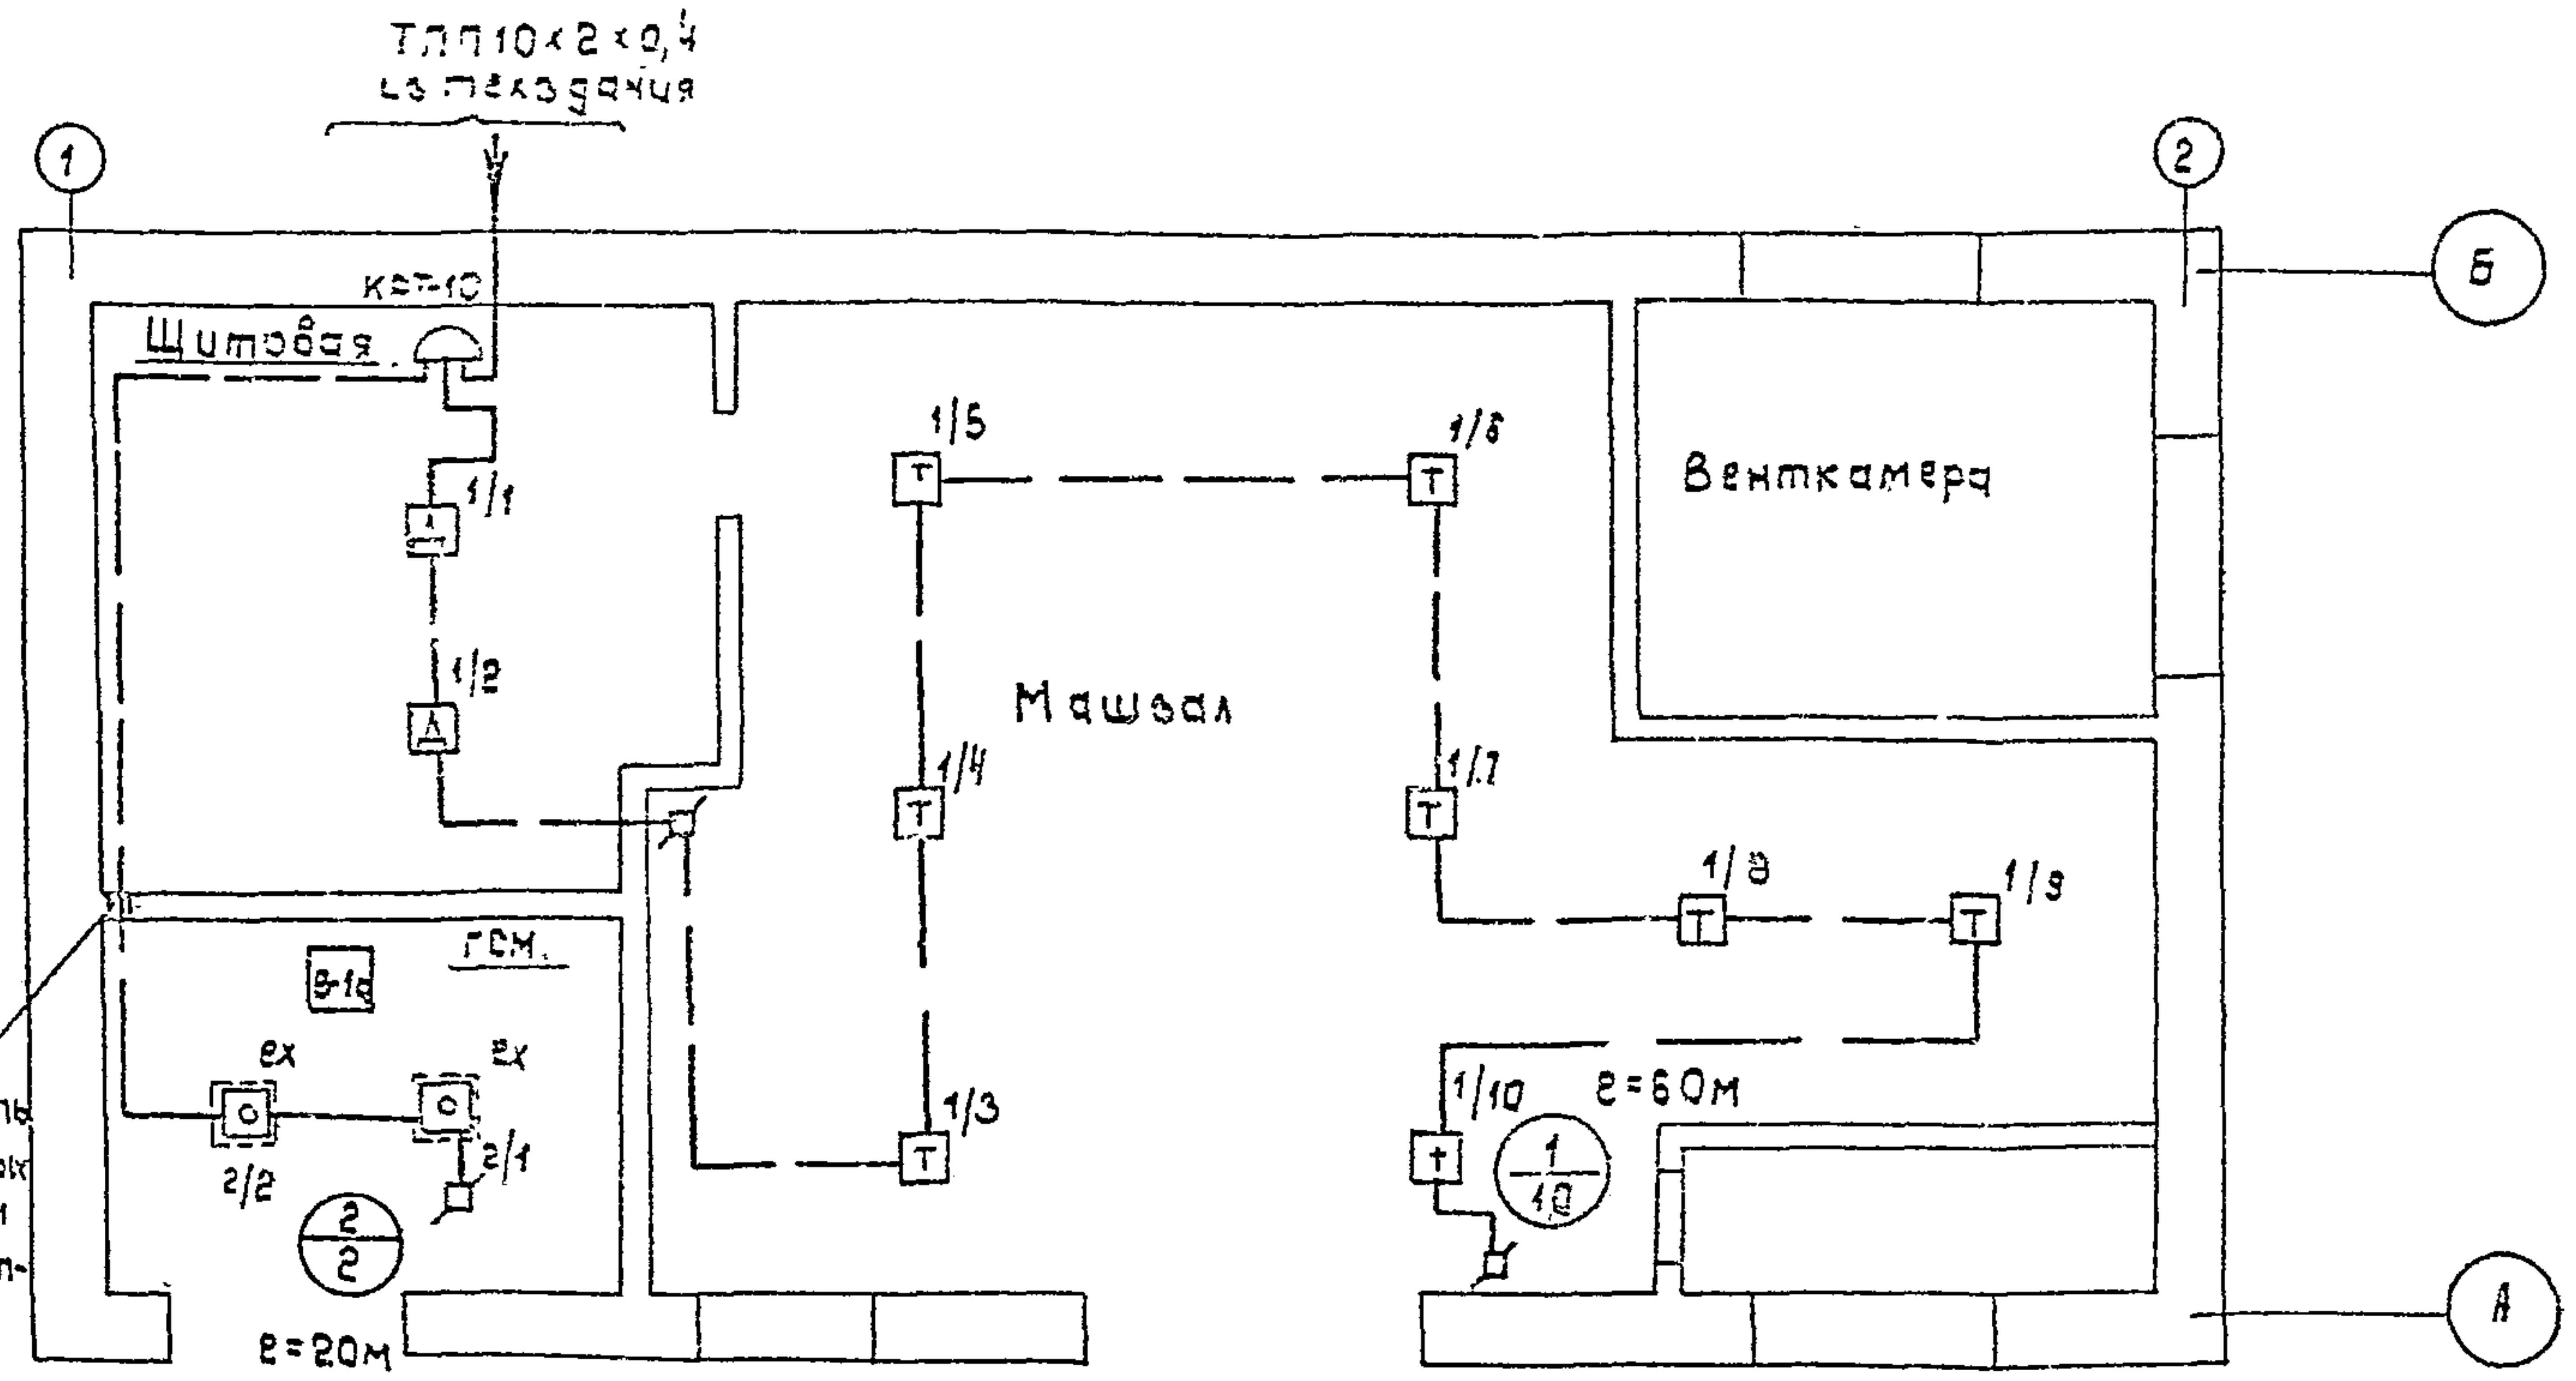 ТПП 10×2×0,4
из техздания
1
2
Б
КРТ-10
Щитовая
1/5
1/6
Венткамера
1/1
1/2
Машзал
1/4
1/7
1/8
1/9
ГСМ.
В-1а
ех
ех
1/10
ℓ=60м
1/3
2/1
2/2
1
10
2
2
А
ℓ=20м